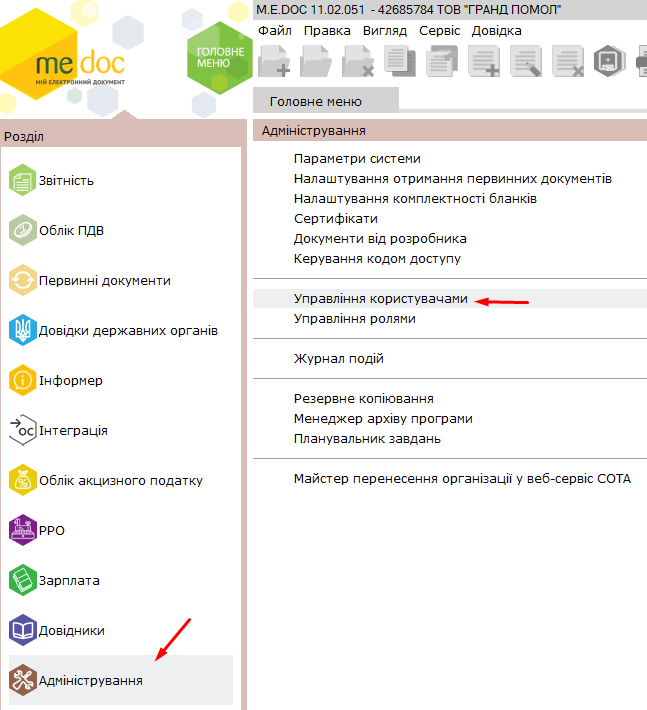 me doc
МІЙ ЕЛЕКТРОННИЙ ДОКУМЕНТ
ГОЛОВНЕ
МЕНЮ
M.E.DOC 11.02.051 - 42685784 ТОВ "ГРАНД ПОМОЛ"
Файл Правка Вигляд Сервіс Довідка
Головне меню
Розділ
Звітність
Облік ПДВ
Первинні документи
Довідки державних органів
Інформер
ОС
Інтеграція
Облік акцизного податку
РРО
Зарплата
Довідники
Адміністрування
Адміністрування
Параметри системи
Налаштування отримання первинних документів
Налаштування комплектності бланків
Сертифікати
Документи від розробника
Керування кодом доступу
Управління користувачами
Управління ролями
Журнал подій
Резервне копіювання
Менеджер архіву програми
Планувальник завдань
Майстер перенесення організації у веб-сервіс СОТА